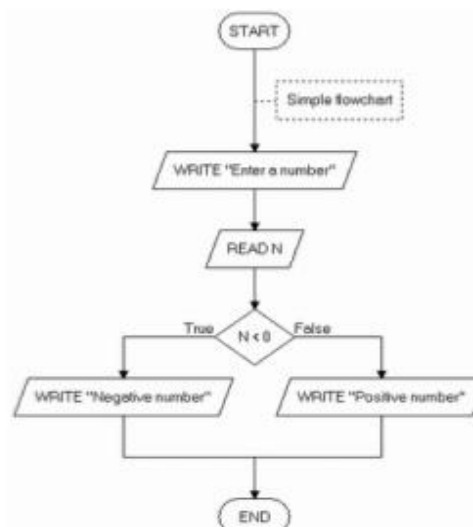 START
Simple flowchart
WRITE "Enter a number"
READ N
True
False
N < 0
WRITE "Negative number"
WRITE "Positive number"
END